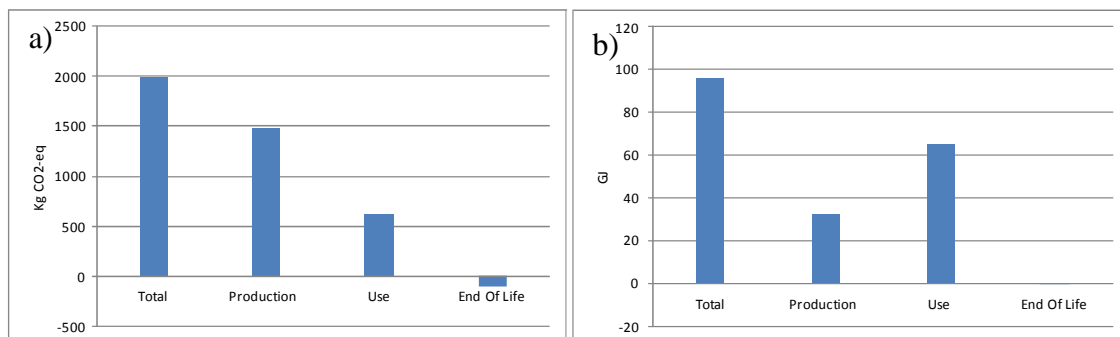 a)
Kg CO2-eq
2500
2000
1500
1000
500
0
-500
Total Production Use End Of Life
b)
GJ
120
100
80
60
40
20
0
-20
Total Production Use End Of Life